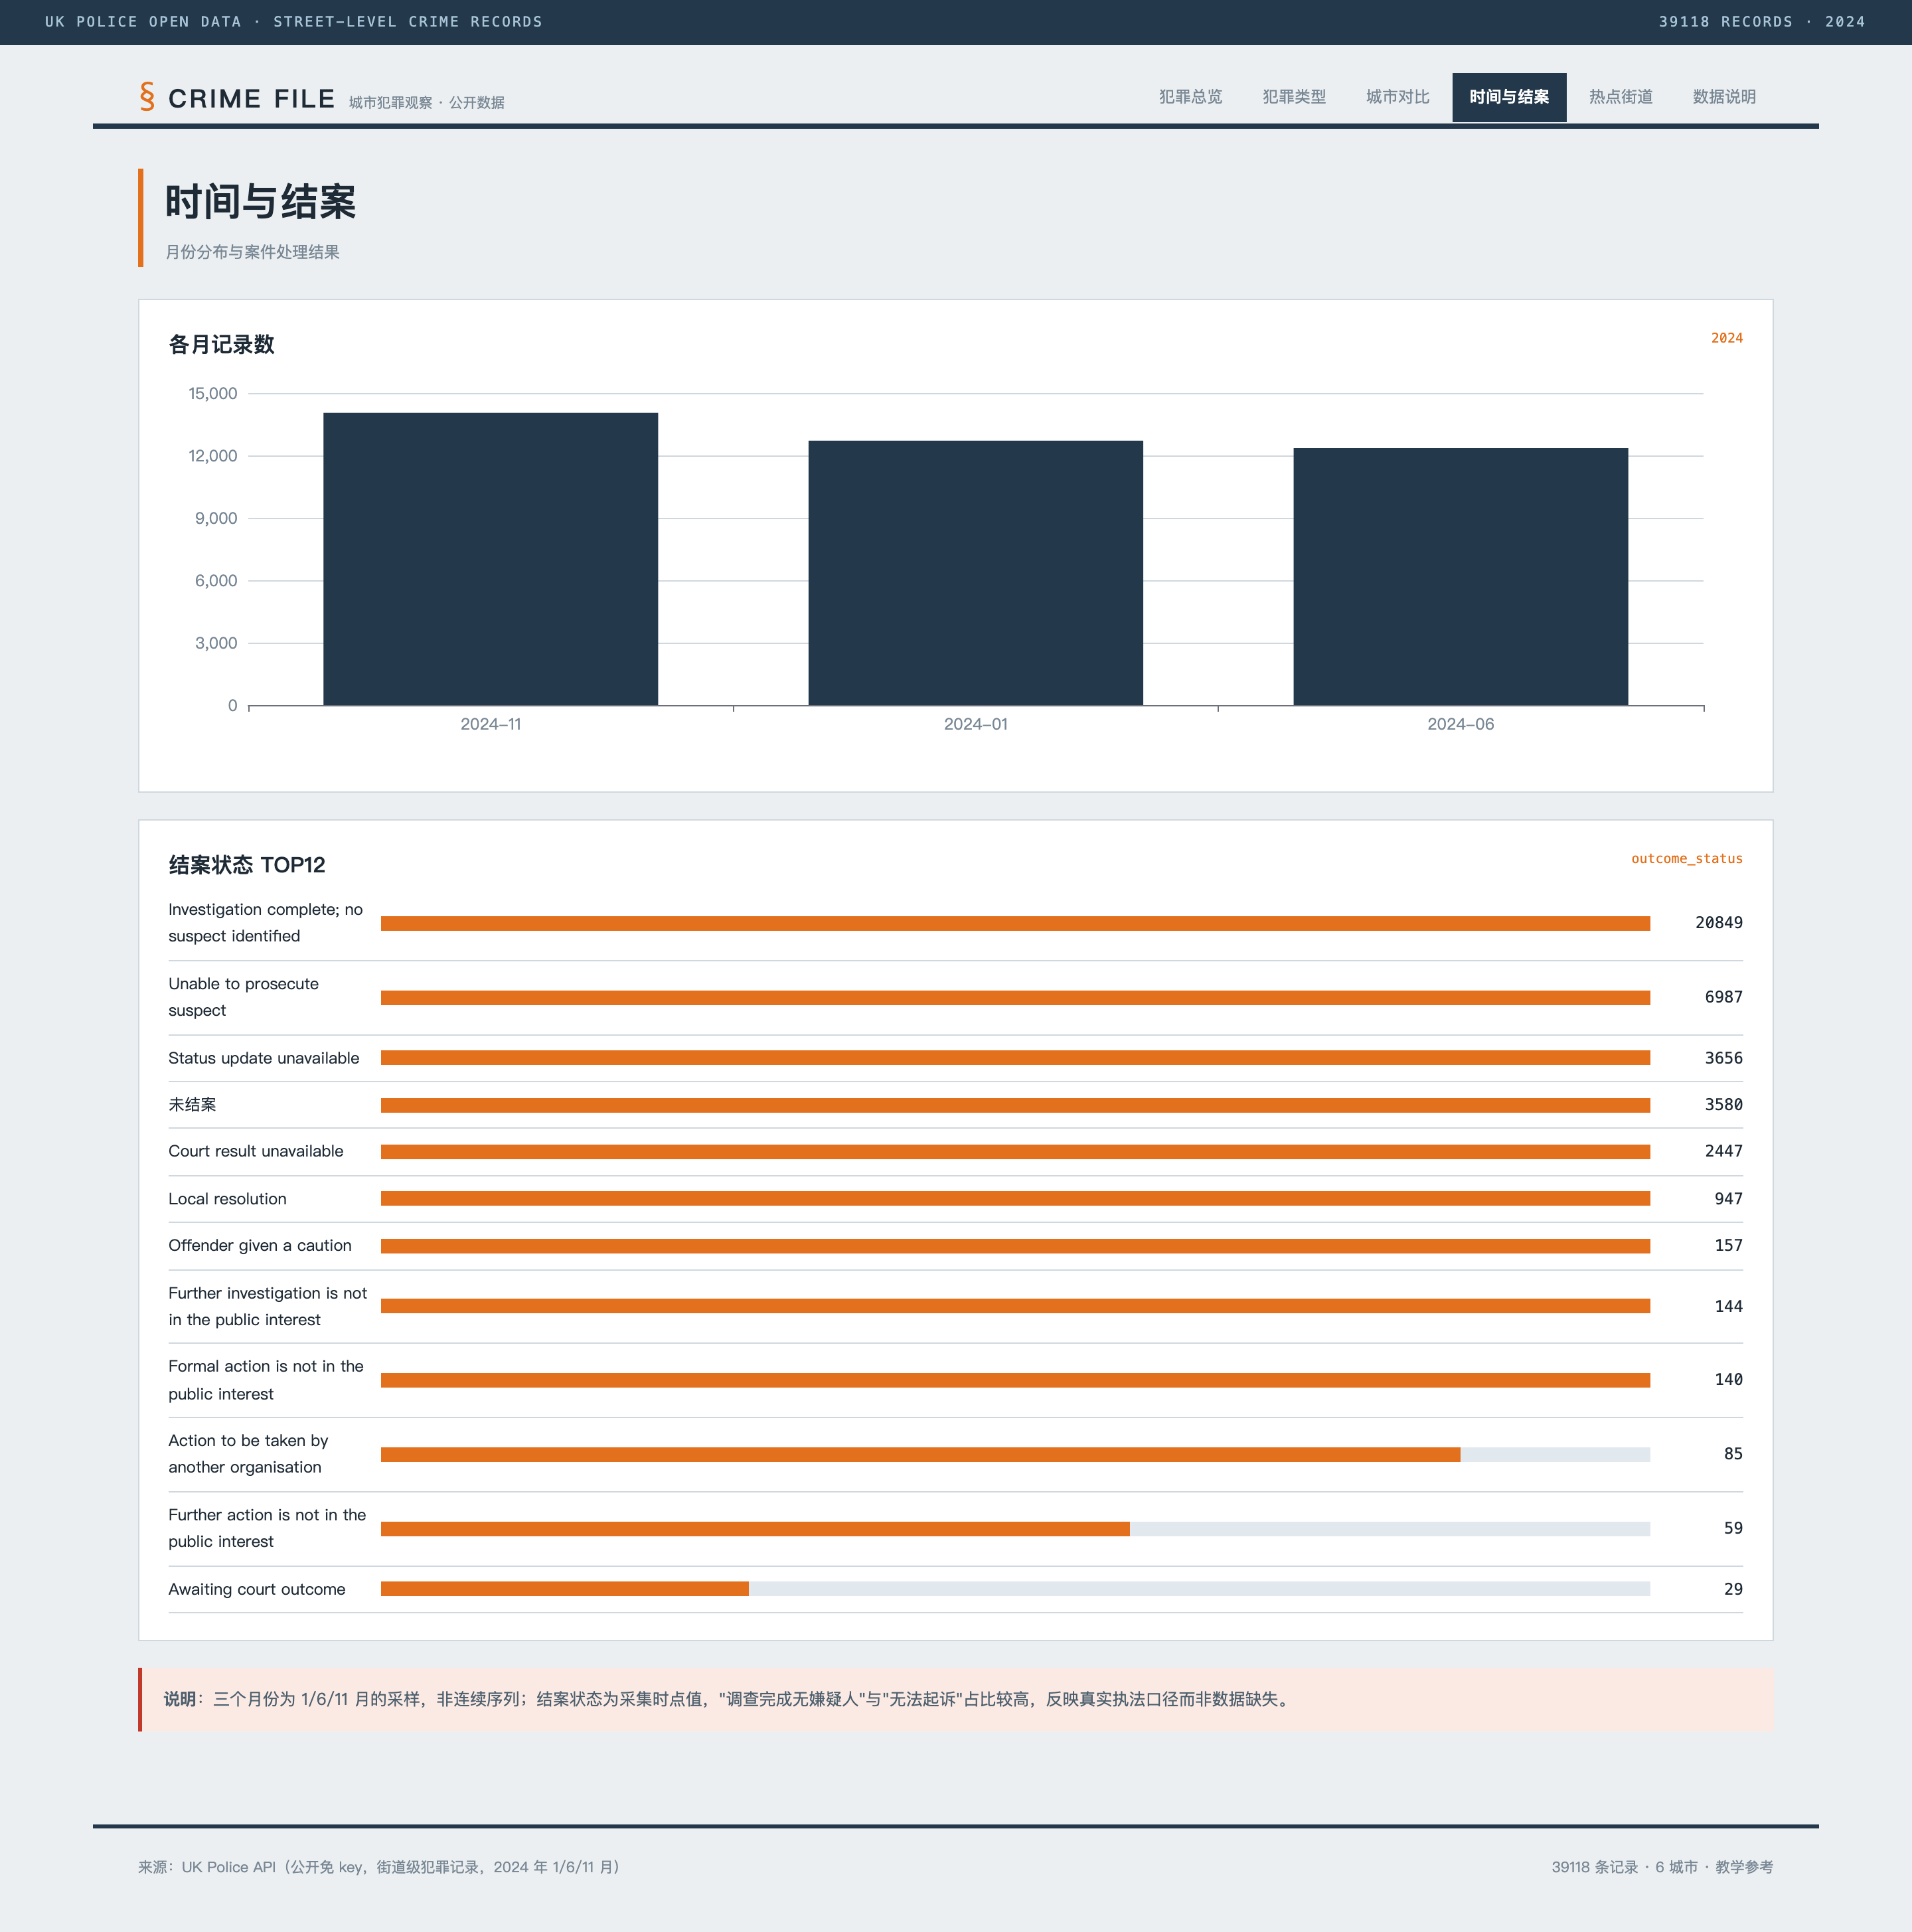 UK POLICE OPEN DATA · STREET-LEVEL CRIME RECORDS
39118 RECORDS · 2024
§ CRIME FILE 城市犯罪观察 · 公开数据
犯罪总览 犯罪类型 城市对比 时间与结案 热点街道 数据说明
时间与结案
月份分布与案件处理结果
各月记录数
2024
15,000
12,000
9,000
6,000
3,000
0
2024-11 2024-01 2024-06
结案状态 TOP12
outcome_status
Investigation complete; no
suspect identified
20849
Unable to prosecute
suspect
6987
Status update unavailable
3656
未结案
3580
Court result unavailable
2447
Local resolution
947
Offender given a caution
157
Further investigation is not
in the public interest
144
Formal action is not in the
public interest
140
Action to be taken by
another organisation
85
Further action is not in the
public interest
59
Awaiting court outcome
29
说明：三个月份为 1/6/11 月的采样，非连续序列；结案状态为采集时点值，"调查完成无嫌疑人"与"无法起诉"占比较高，反映真实执法口径而非数据缺失。
来源：UK Police API（公开免 key，街道级犯罪记录，2024 年 1/6/11 月）
39118 条记录 · 6 城市 · 教学参考